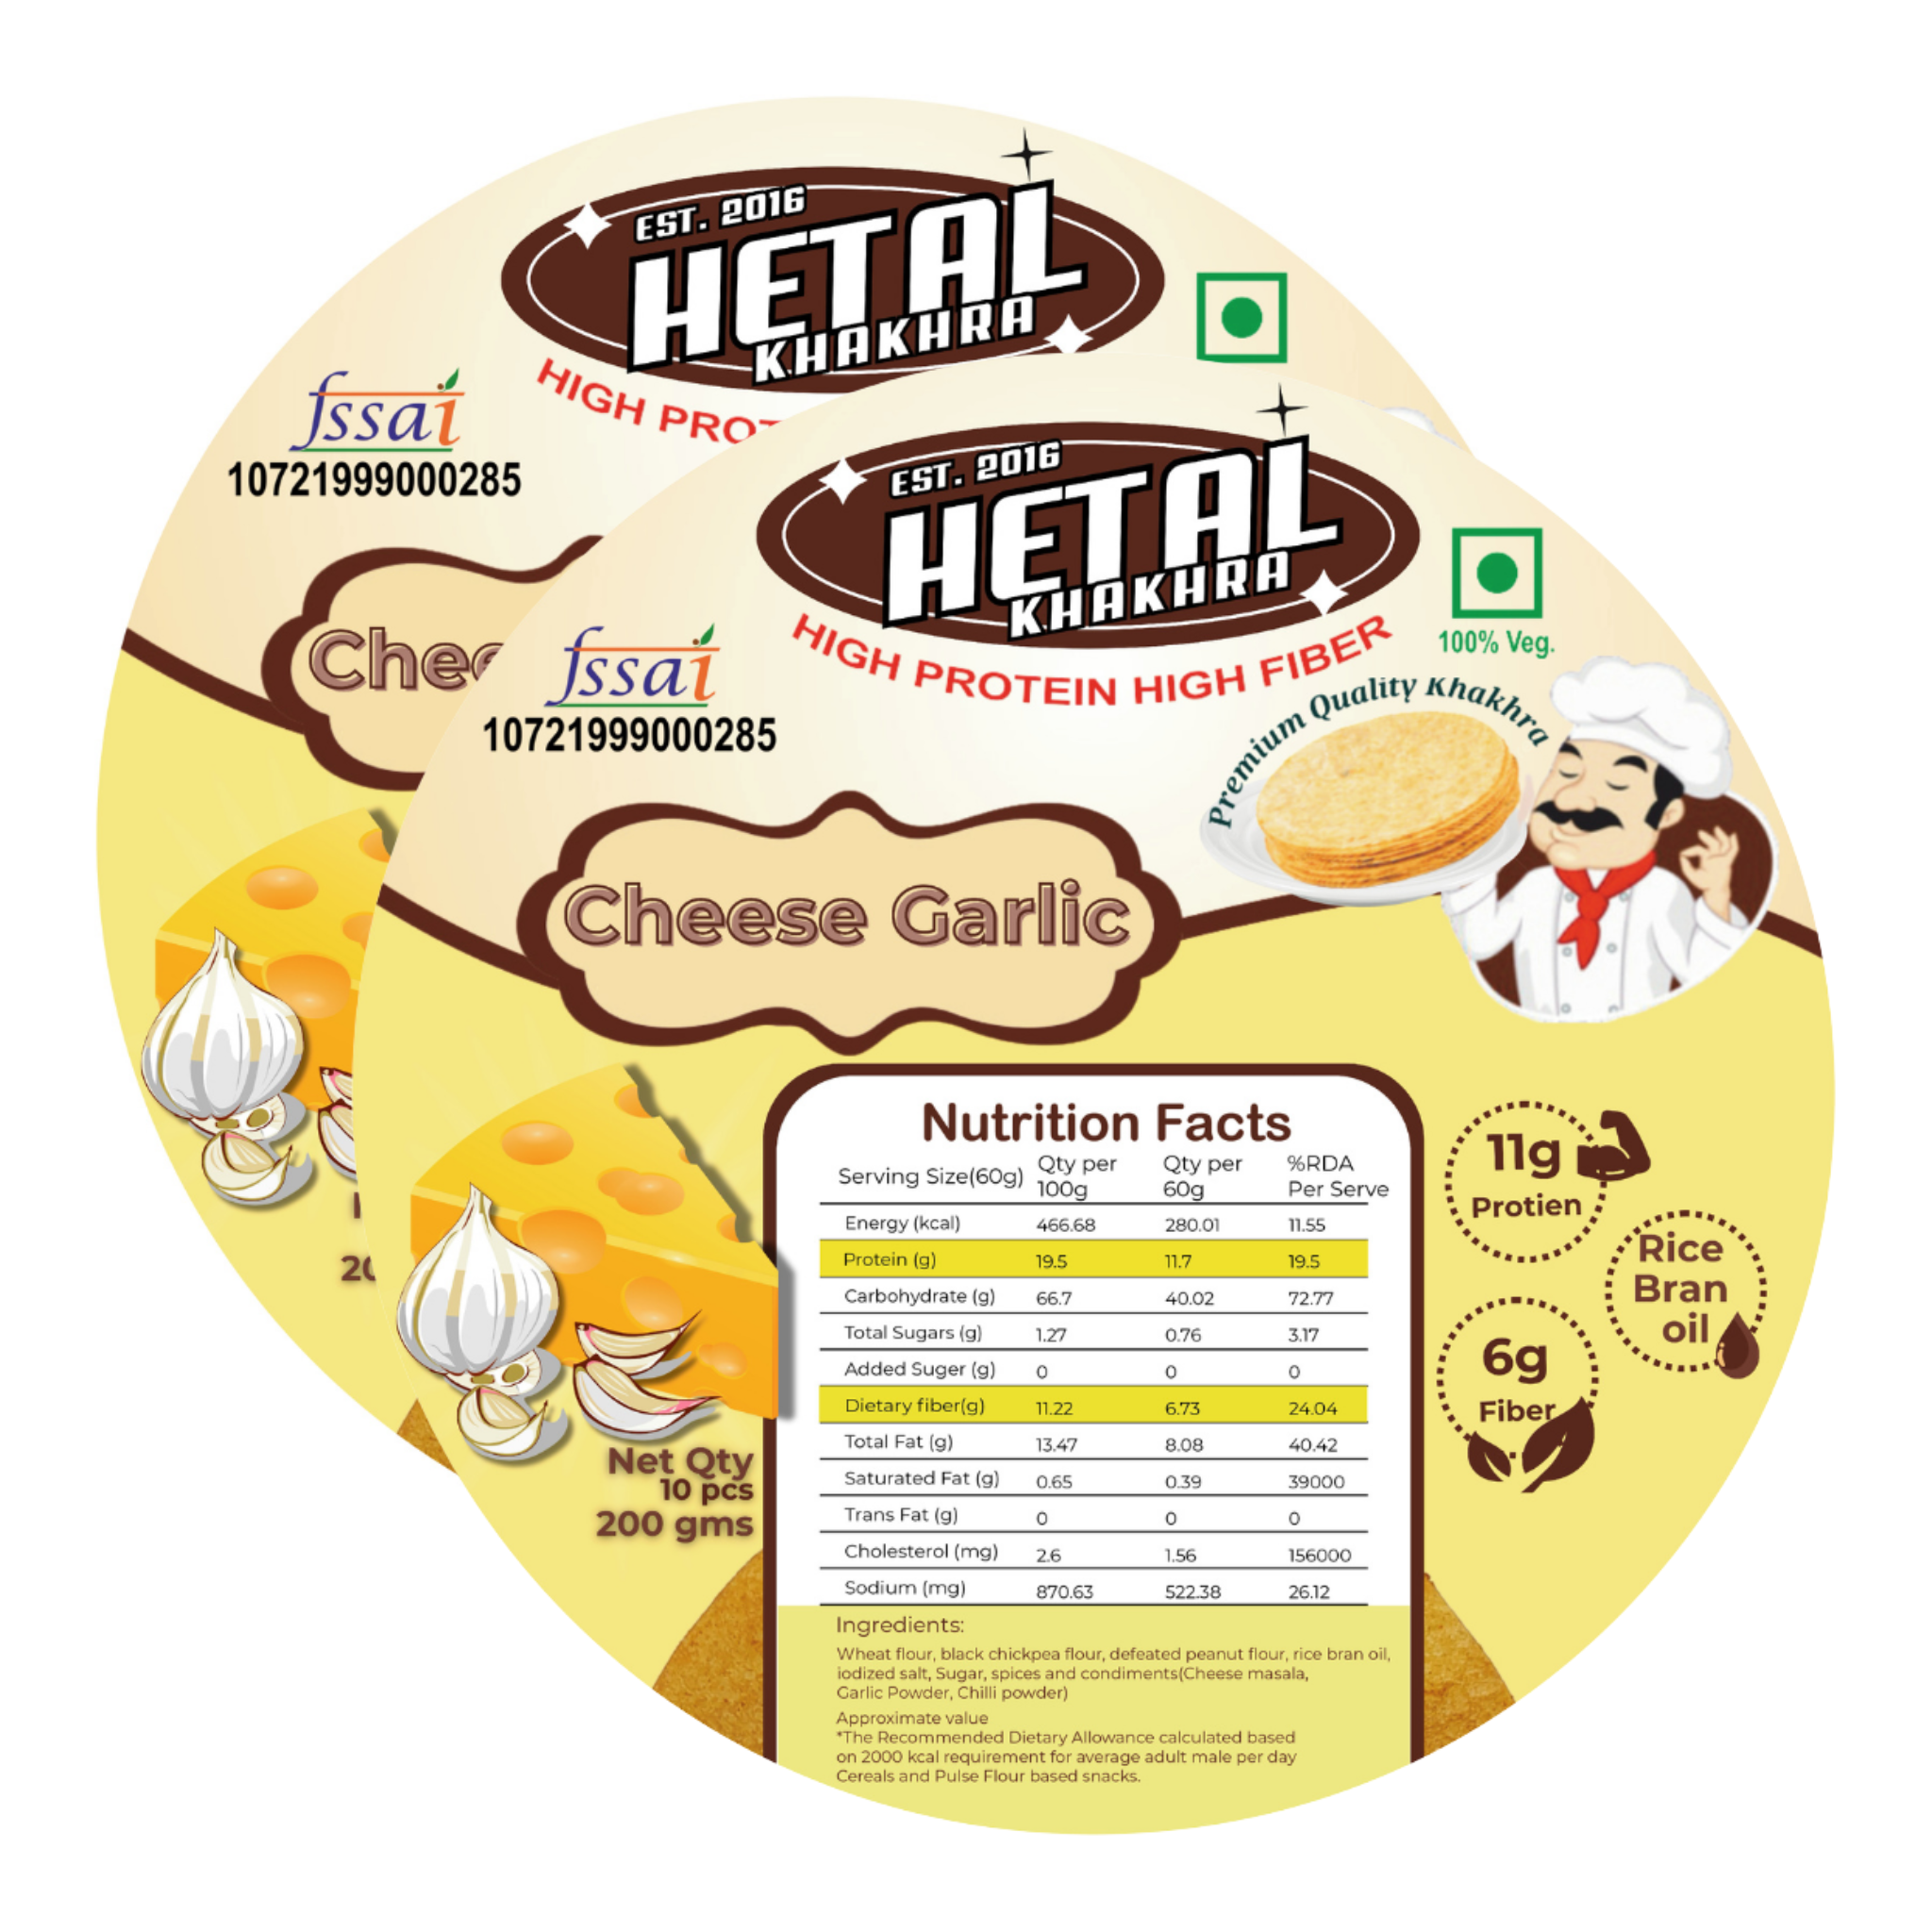 EST. 2016
HETAL
KHAKHRA
HIGH PROT
fssai
10721999000285
Chee
20
EST. 2016
HETAL
KHAKHRA
HIGH PROTEIN HIGH FIBER
100% Veg.
fssai
10721999000285
Premium Quality Khakhra
Cheese Garlic
Nutrition Facts
Serving Size(60g) Qty per 100g Qty per 60g %RDA Per Serve
Energy (kcal) 466.68 280.01 11.55
Protein (g) 19.5 11.7 19.5
Carbohydrate (g) 66.7 40.02 72.77
Total Sugars (g) 1.27 0.76 3.17
Added Suger (g) 0 0 0
Dietary fiber(g) 11.22 6.73 24.04
Total Fat (g) 13.47 8.08 40.42
Saturated Fat (g) 0.65 0.39 39000
Trans Fat (g) 0 0 0
Cholesterol (mg) 2.6 1.56 156000
Sodium (mg) 870.63 522.38 26.12
Ingredients:
Wheat flour, black chickpea flour, defeated peanut flour, rice bran oil,
iodized salt, Sugar, spices and condiments(Cheese masala,
Garlic Powder, Chilli powder)
Approximate value
*The Recommended Dietary Allowance calculated based
on 2000 kcal requirement for average adult male per day
Cereals and Pulse Flour based snacks.
Net Qty
10 pcs
200 gms
11g
Protien
Rice
Bran
oil
6g
Fiber